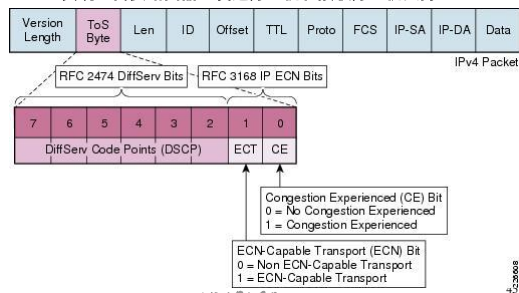 Version Length ToS Byte Len ID Offset TTL Proto FCS IP-SA IP-DA Data
IPv4 Packet
RFC 2474 DiffServ Bits RFC 3168 IP ECN Bits
7 6 5 4 3 2 1 0
DiffServ Code Points (DSCP) ECT CE
Congestion Experienced (CE) Bit
0 = No Congestion Experienced
1 = Congestion Experienced
ECN-Capable Transport (ECN) Bit
0 = Non ECN-Capable Transport
1 = ECN-Capable Transport